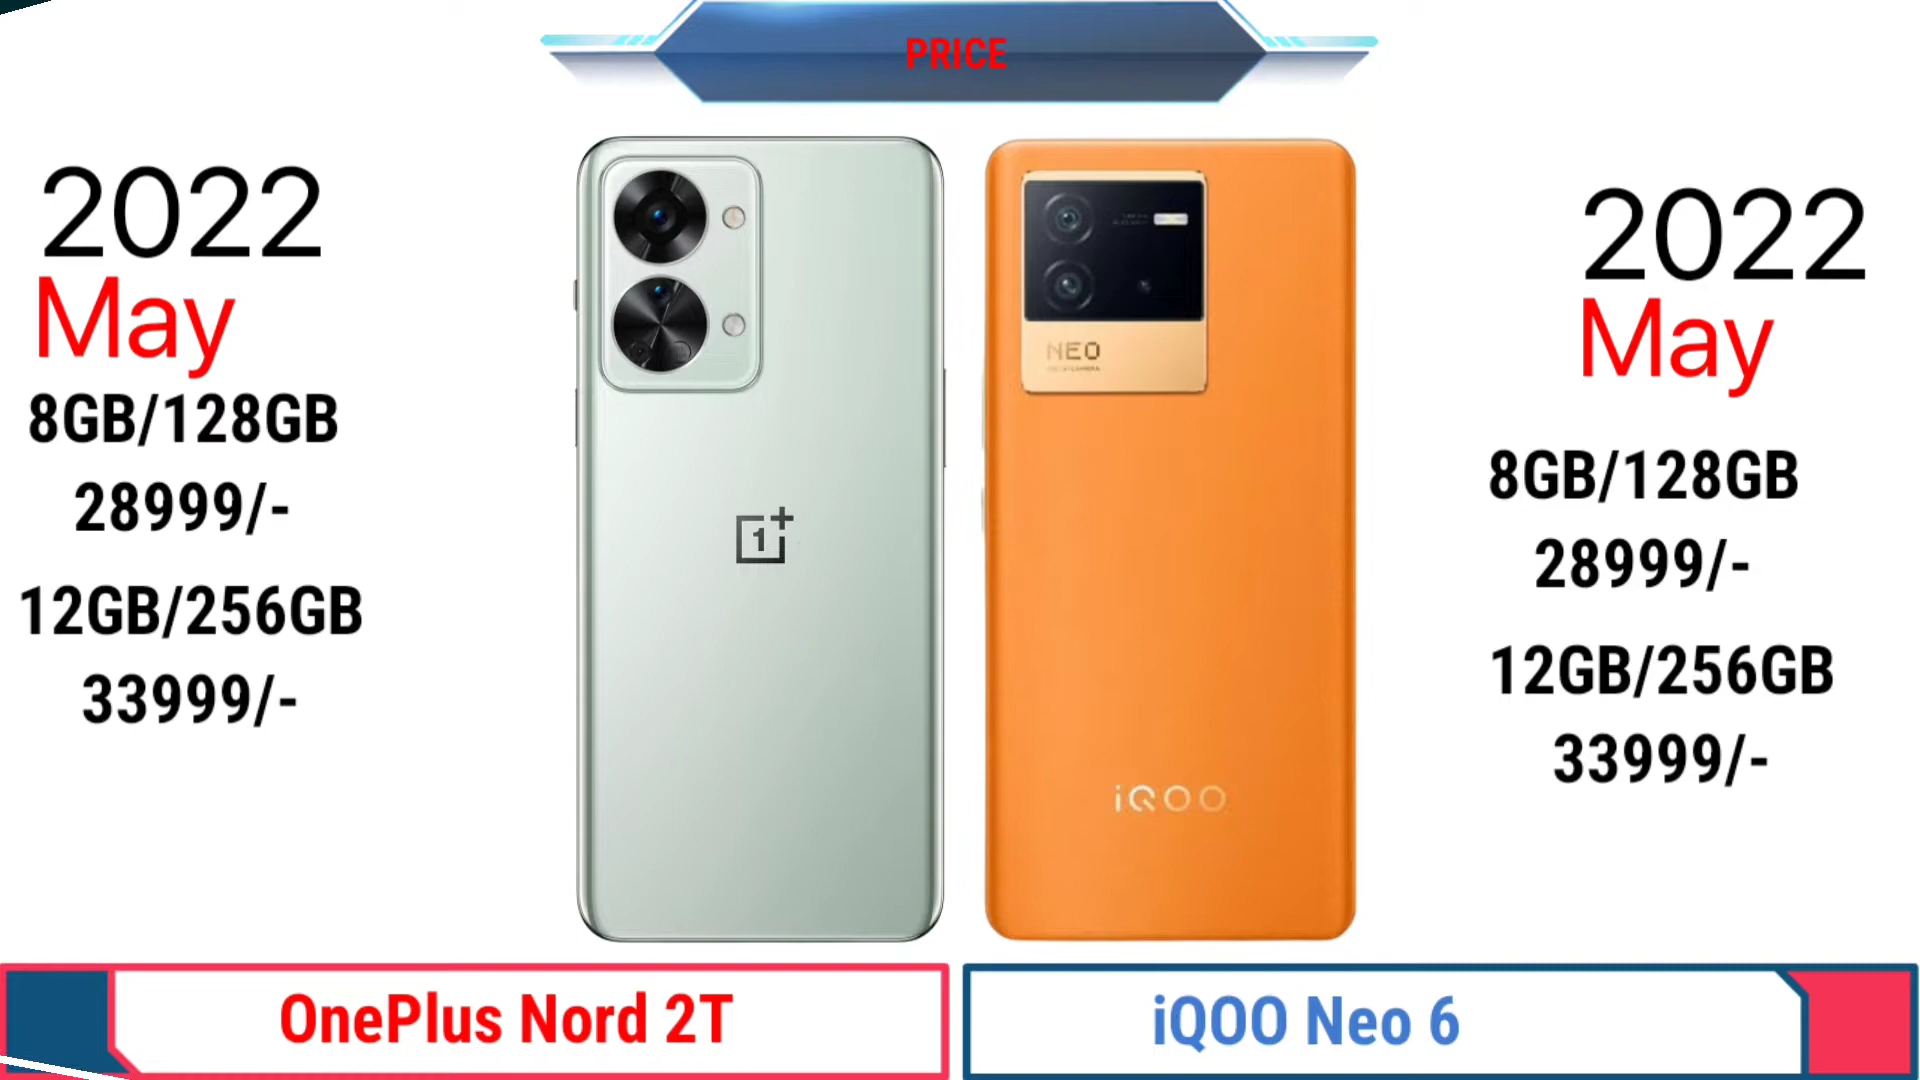 PRICE
2022
May
8GB/128GB
28999/-
12GB/256GB
33999/-
NEO
iQOO
2022
May
8GB/128GB
28999/-
12GB/256GB
33999/-
OnePlus Nord 2T
iQOO Neo 6